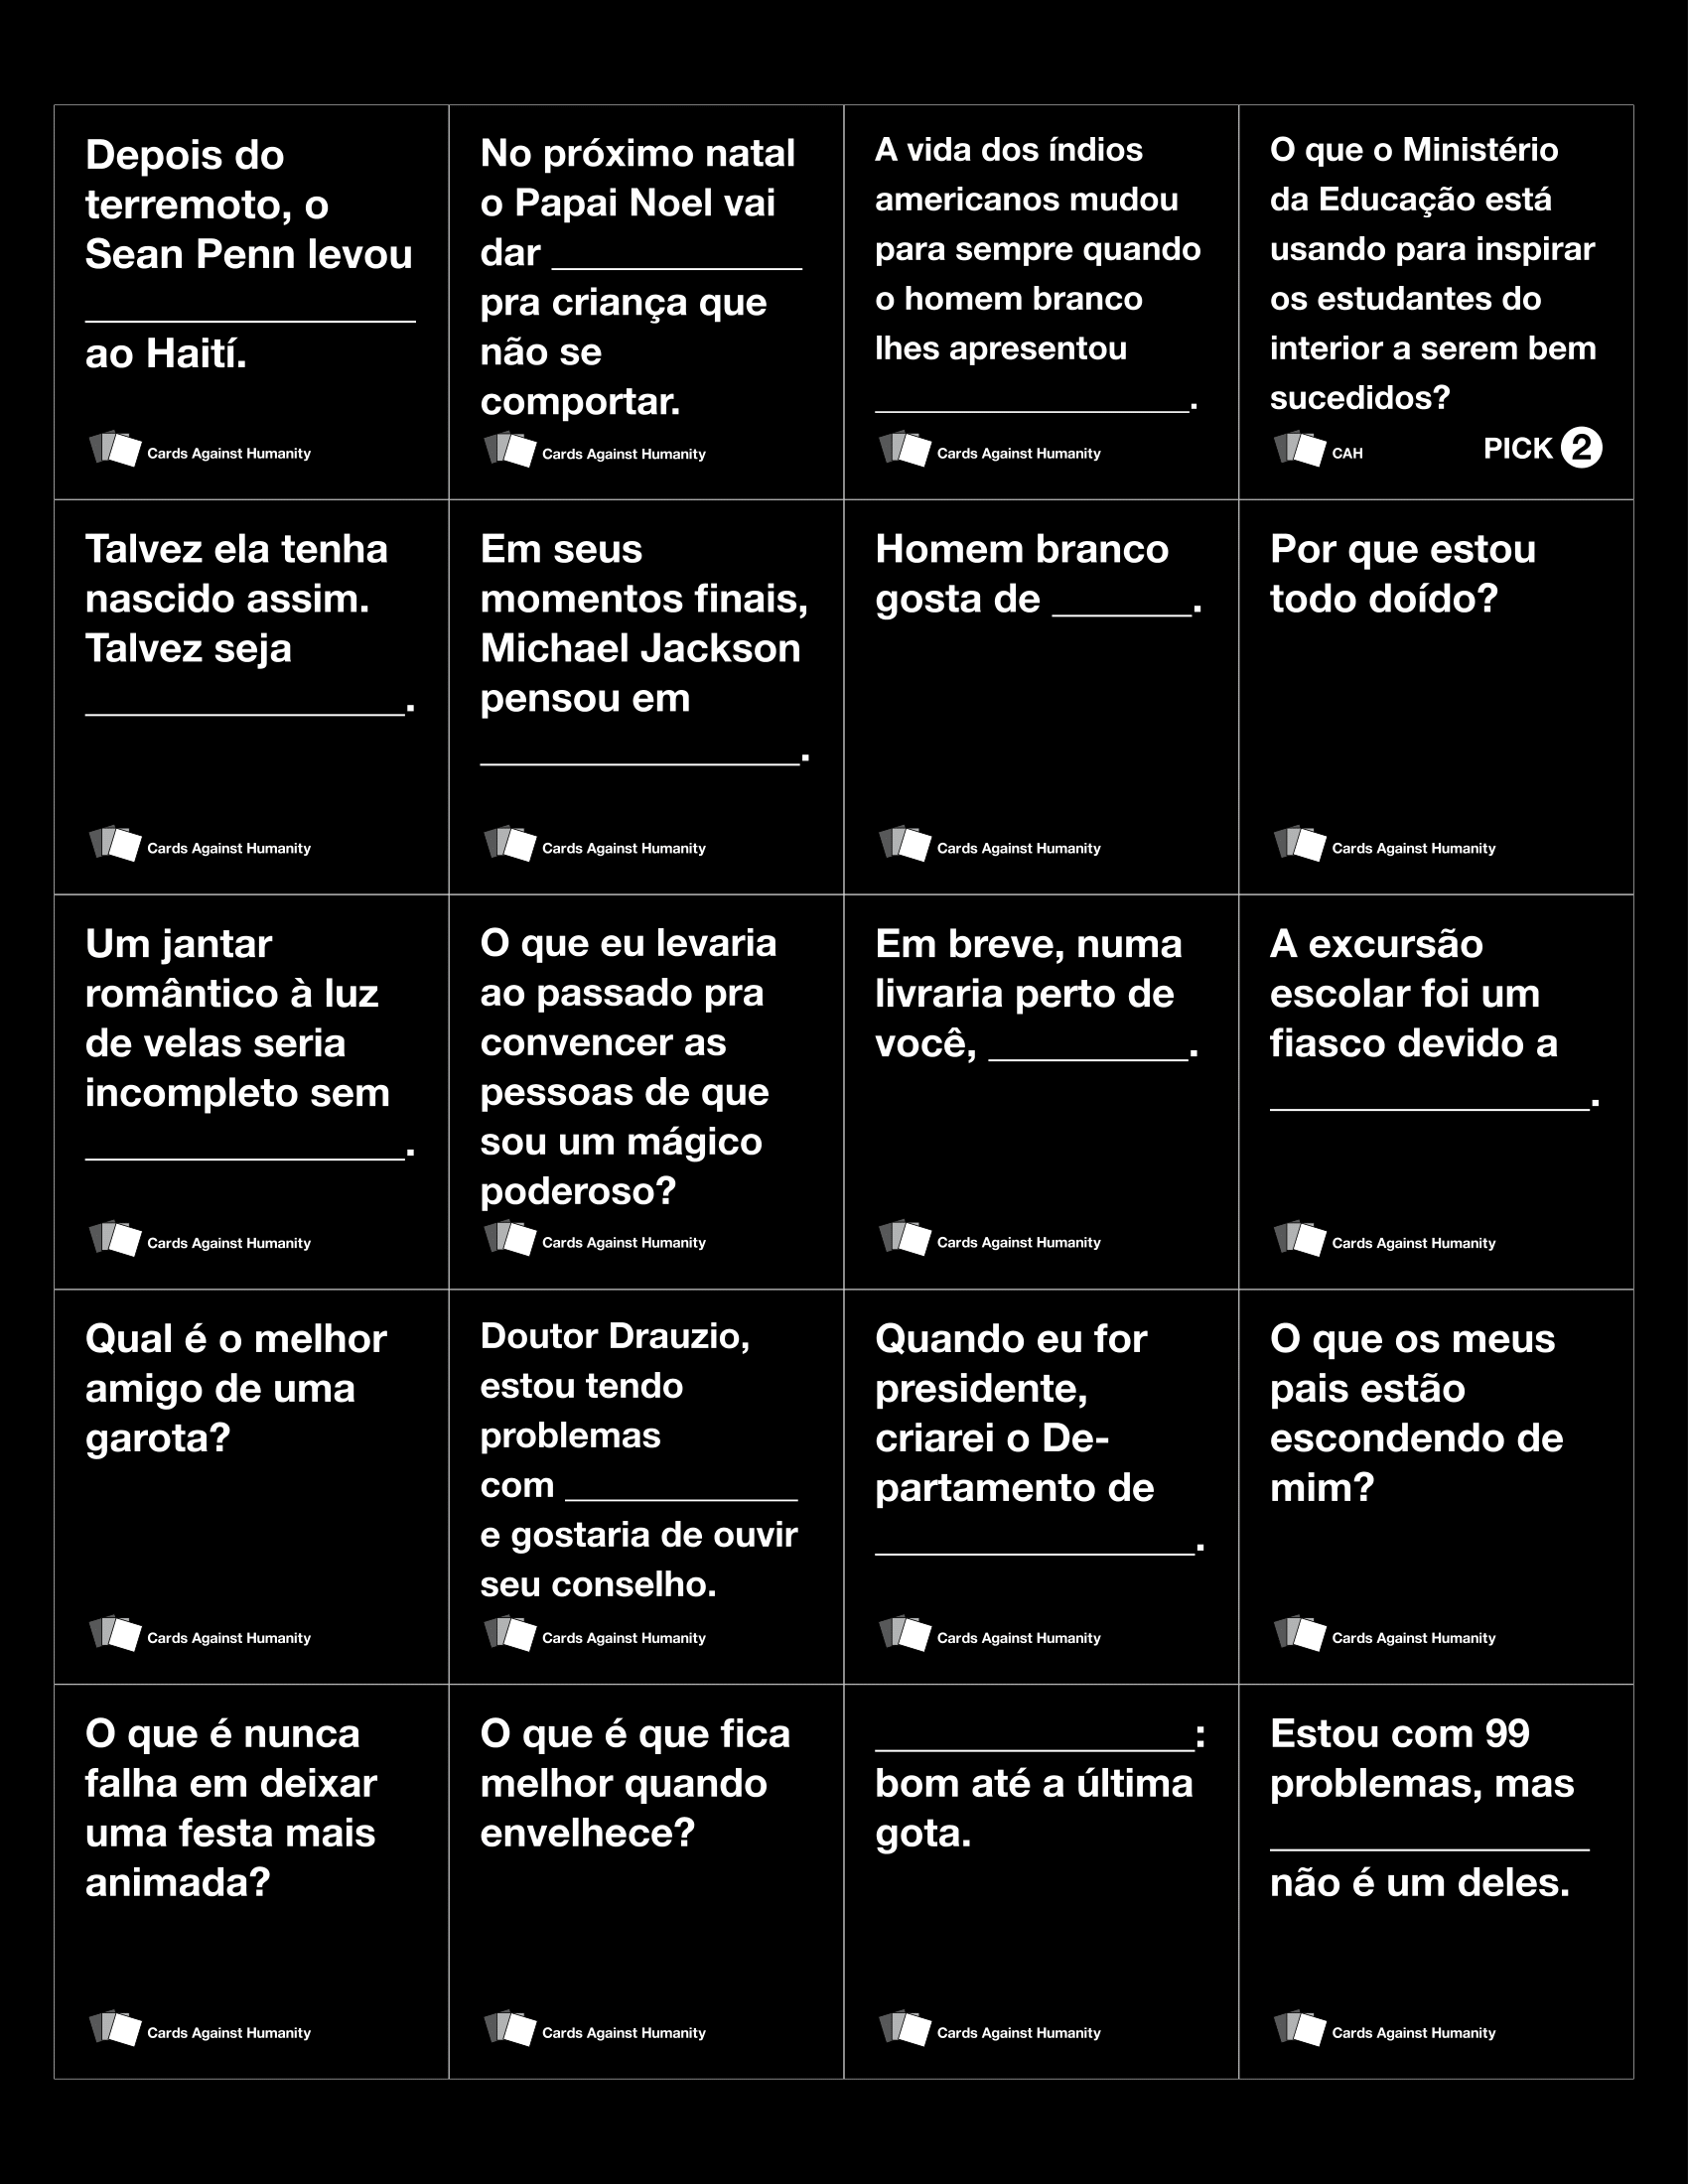 Depois do
terremoto, o
Sean Penn levou
________________
ao Haití.
Cards Against Humanity
No próximo natal
o Papai Noel vai
dar ____________
pra criança que
não se
comportar.
Cards Against Humanity
A vida dos índios
americanos mudou
para sempre quando
o homem branco
lhes apresentou
__________________.
Cards Against Humanity
O que o Ministério
da Educação está
usando para inspirar
os estudantes do
interior a serem bem
sucedidos?
CAH PICK 2
Talvez ela tenha
nascido assim.
Talvez seja
________________.
Cards Against Humanity
Em seus
momentos finais,
Michael Jackson
pensou em
________________.
Cards Against Humanity
Homem branco
gosta de _______.
Cards Against Humanity
Por que estou
todo doído?
Cards Against Humanity
Um jantar
romântico à luz
de velas seria
incompleto sem
________________.
Cards Against Humanity
O que eu levaria
ao passado pra
convencer as
pessoas de que
sou um mágico
poderoso?
Cards Against Humanity
Em breve, numa
livraria perto de
você, __________.
Cards Against Humanity
A excursão
escolar foi um
fiasco devido a
________________.
Cards Against Humanity
Qual é o melhor
amigo de uma
garota?
Cards Against Humanity
Doutor Drauzio,
estou tendo
problemas
com ____________
e gostaria de ouvir
seu conselho.
Cards Against Humanity
Quando eu for
presidente,
criarei o De-
partamento de
________________.
Cards Against Humanity
O que os meus
pais estão
escondendo de
mim?
Cards Against Humanity
O que é nunca
falha em deixar
uma festa mais
animada?
Cards Against Humanity
O que é que fica
melhor quando
envelhece?
Cards Against Humanity
________________:
bom até a última
gota.
Cards Against Humanity
Estou com 99
problemas, mas
________________
não é um deles.
Cards Against Humanity